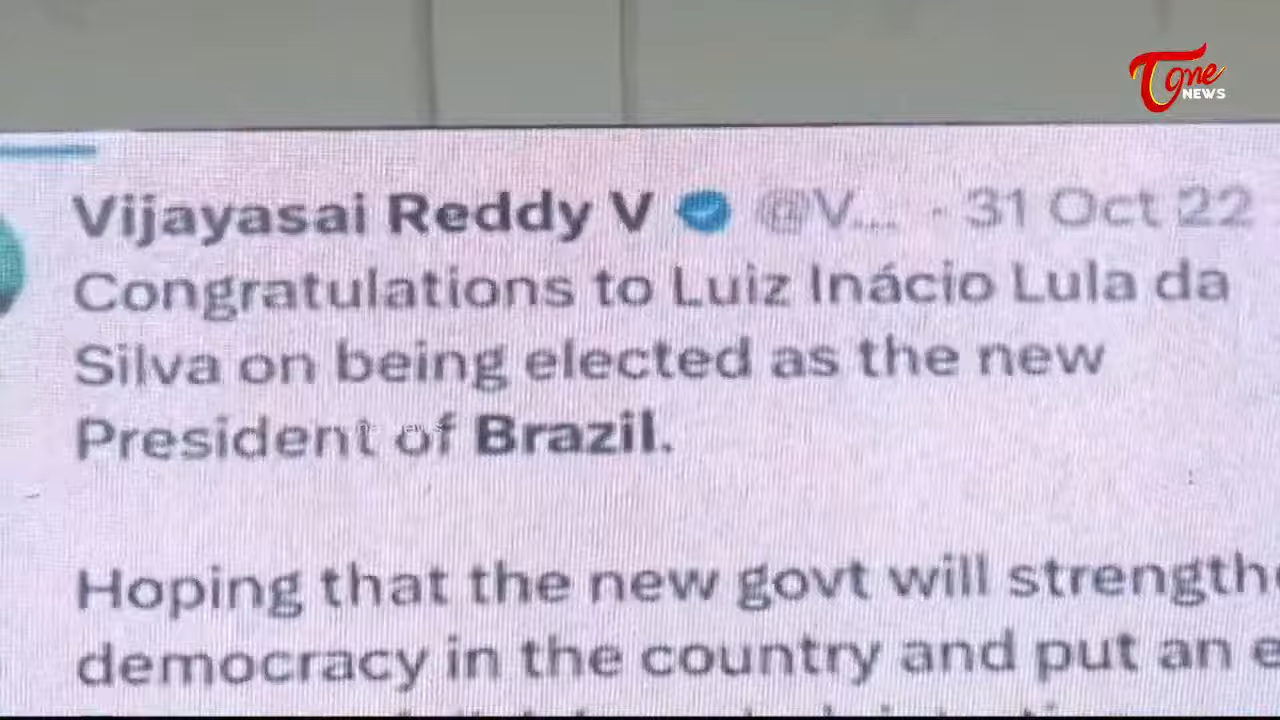 Tone
NEWS
Vijayasai Reddy V @V... · 31 Oct 22
Congratulations to Luiz Inácio Lula da
Silva on being elected as the new
President of Brazil.
Hoping that the new govt will strengthe
democracy in the country and put an e